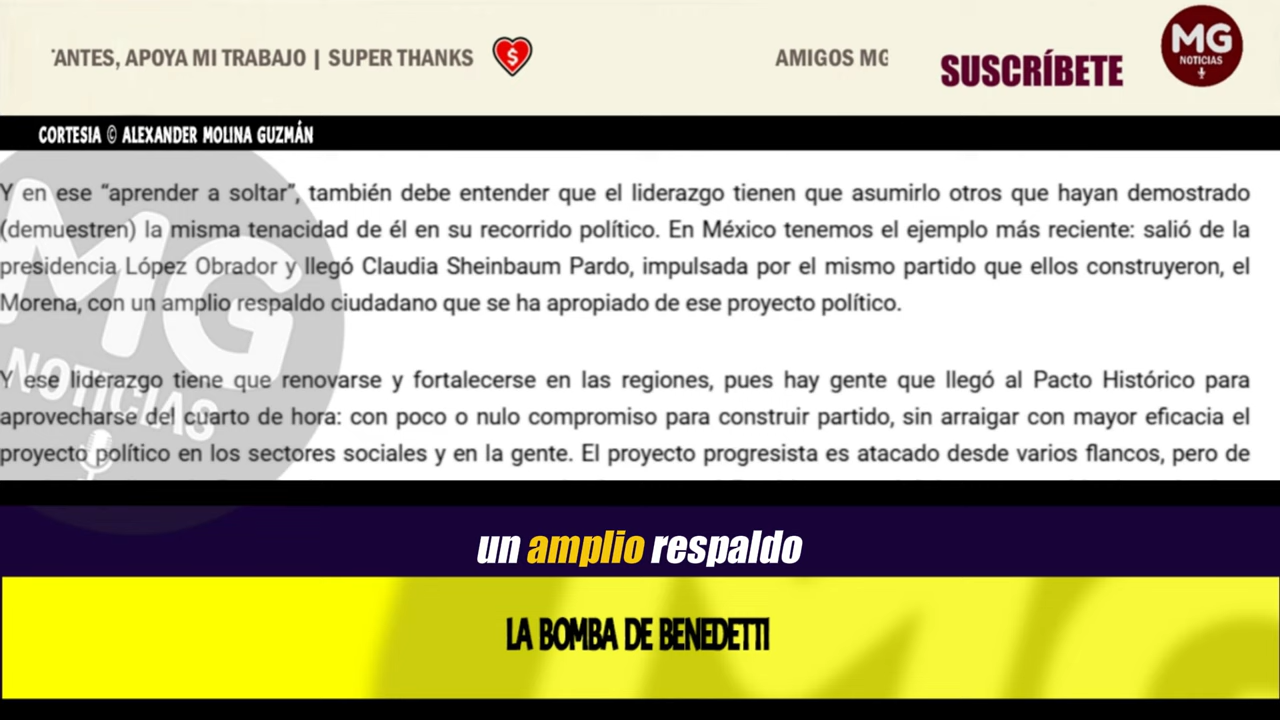 ANTES, APOYA MI TRABAJO | SUPER THANKS
$
AMIGOS MG
SUSCRÍBETE
MG
NOTICIAS
CORTESIA © ALEXANDER MOLINA GUZMÁN
Y en ese “aprender a soltar”, también debe entender que el liderazgo tienen que asumirlo otros que hayan demostrado
(demuestren) la misma tenacidad de él en su recorrido político. En México tenemos el ejemplo más reciente: salió de la
presidencia López Obrador y llegó Claudia Sheinbaum Pardo, impulsada por el mismo partido que ellos construyeron, el
Morena, con un amplio respaldo ciudadano que se ha apropiado de ese proyecto político.
Y ese liderazgo tiene que renovarse y fortalecerse en las regiones, pues hay gente que llegó al Pacto Histórico para
aprovecharse del cuarto de hora: con poco o nulo compromiso para construir partido, sin arraigar con mayor eficacia el
proyecto político en los sectores sociales y en la gente. El proyecto progresista es atacado desde varios flancos, pero de
MG
NOTICIAS
un amplio respaldo
LA BOMBA DE BENEDETTI